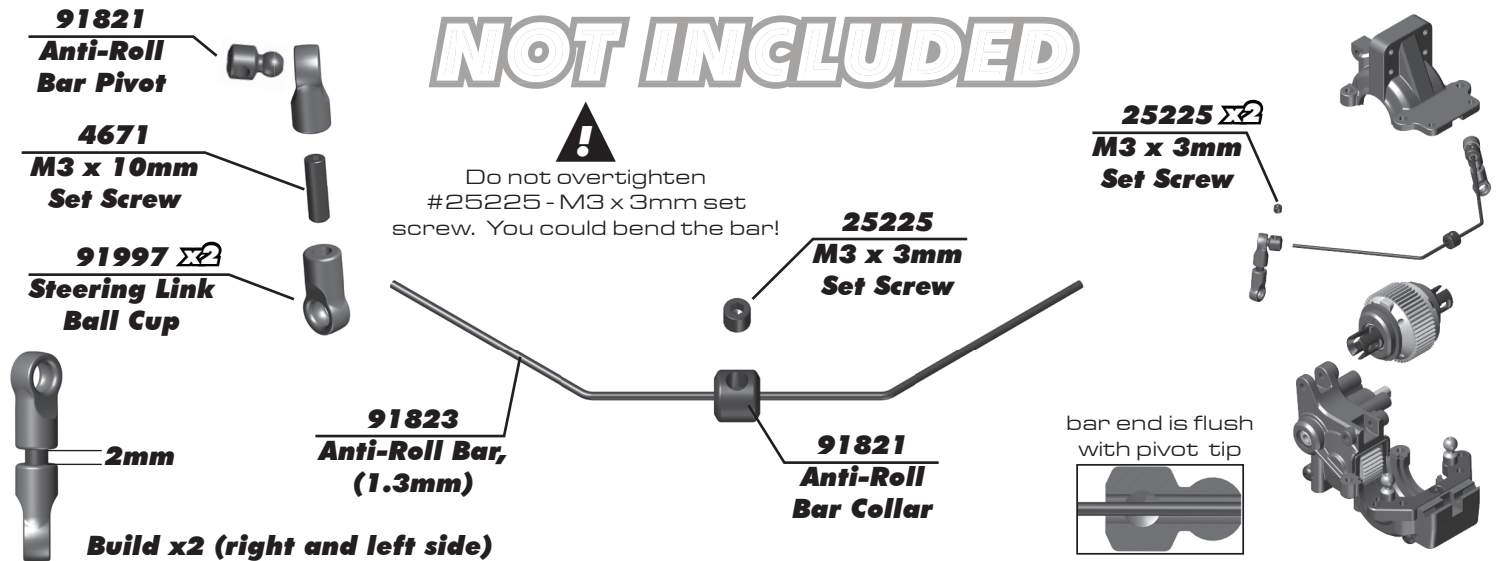 NOT INCLUDED
91821
Anti-Roll
Bar Pivot
4671
M3 x 10mm
Set Screw
91997 x2
Steering Link
Ball Cup
2mm
Build x2 (right and left side)
!
Do not overtighten
#25225 - M3 x 3mm set
screw. You could bend the bar!
25225
M3 x 3mm
Set Screw
91823
Anti-Roll Bar,
(1.3mm)
91821
Anti-Roll
Bar Collar
25225 x2
M3 x 3mm
Set Screw
bar end is flush
with pivot tip